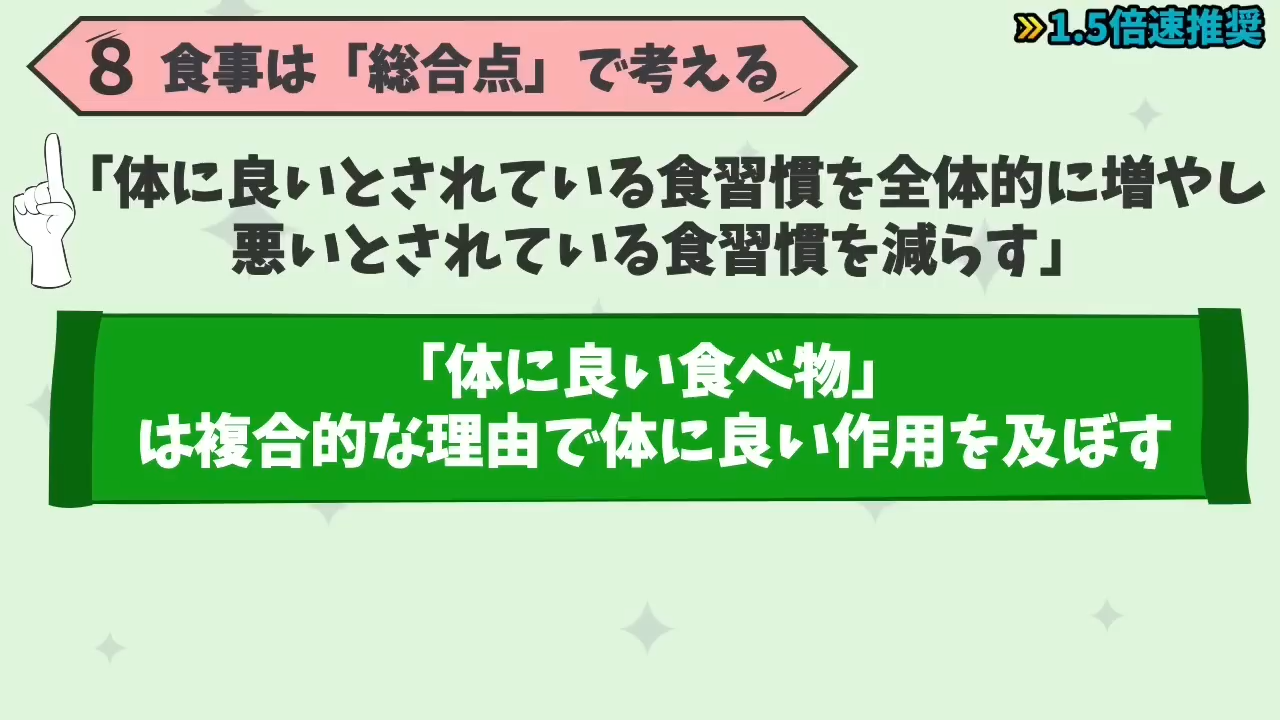 8 食事は「総合点」で考える
1.5倍速推奨
「体に良いとされている食習慣を全体的に増やし
悪いとされている食習慣を減らす」
「体に良い食べ物」
は複合的な理由で体に良い作用を及ぼす